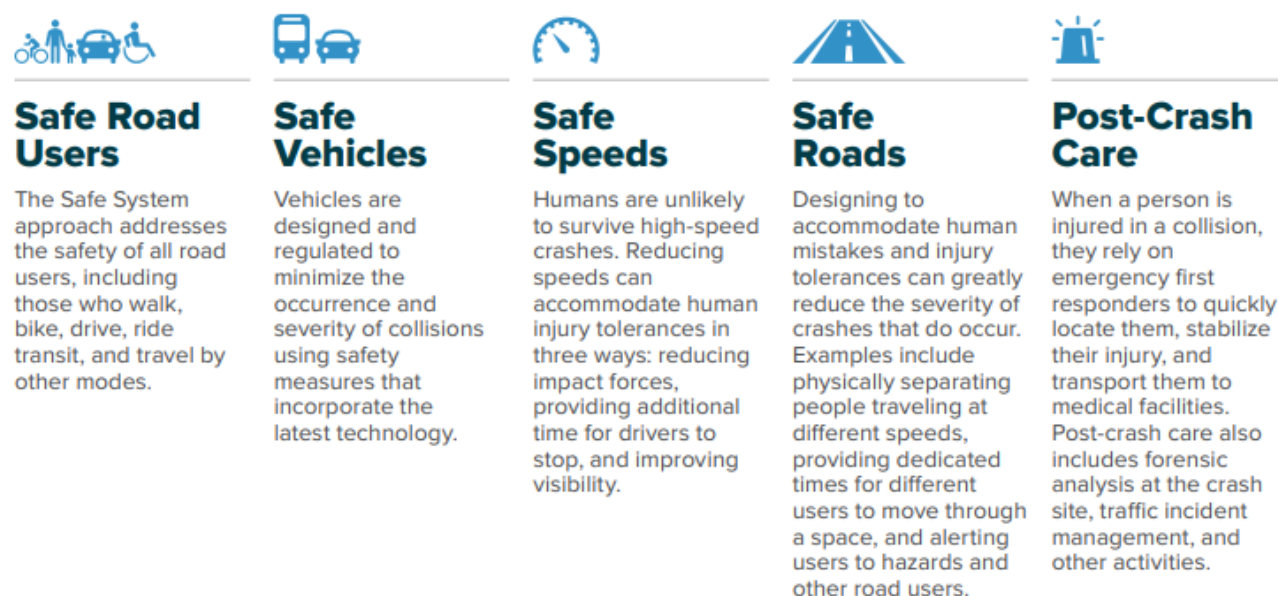 Safe Road
Users
The Safe System
approach addresses
the safety of all road
users, including
those who walk,
bike, drive, ride
transit, and travel by
other modes.
Safe
Vehicles
Vehicles are
designed and
regulated to
minimize the
occurrence and
severity of collisions
using safety
measures that
incorporate the
latest technology.
Safe
Speeds
Humans are unlikely
to survive high-speed
crashes. Reducing
speeds can
accommodate human
injury tolerances in
three ways: reducing
impact forces,
providing additional
time for drivers to
stop, and improving
visibility.
Safe
Roads
Designing to
accommodate human
mistakes and injury
tolerances can greatly
reduce the severity of
crashes that do occur.
Examples include
physically separating
people traveling at
different speeds,
providing dedicated
times for different
users to move through
a space, and alerting
users to hazards and
other road users.
Post-Crash
Care
When a person is
injured in a collision,
they rely on
emergency first
responders to quickly
locate them, stabilize
their injury, and
transport them to
medical facilities.
Post-crash care also
includes forensic
analysis at the crash
site, traffic incident
management, and
other activities.